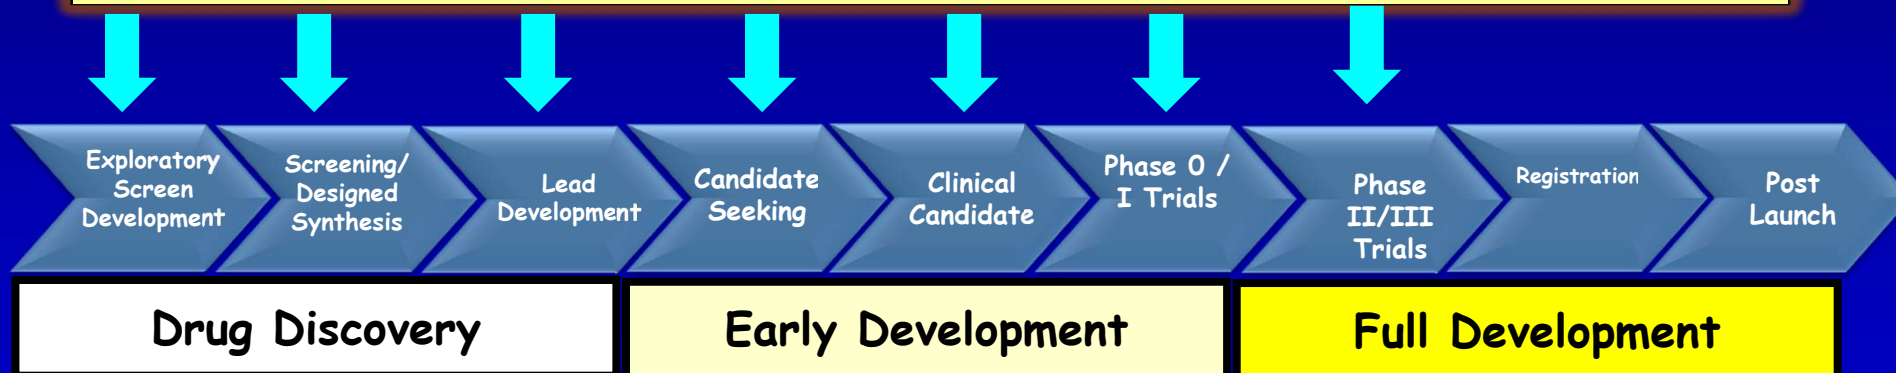 Exploratory
Screen
Development
Screening/
Designed
Synthesis
Lead
Development
Candidate
Seeking
Clinical
Candidate
Phase 0 /
I Trials
Phase
II/III
Trials
Registration
Post
Launch
Drug Discovery
Early Development
Full Development